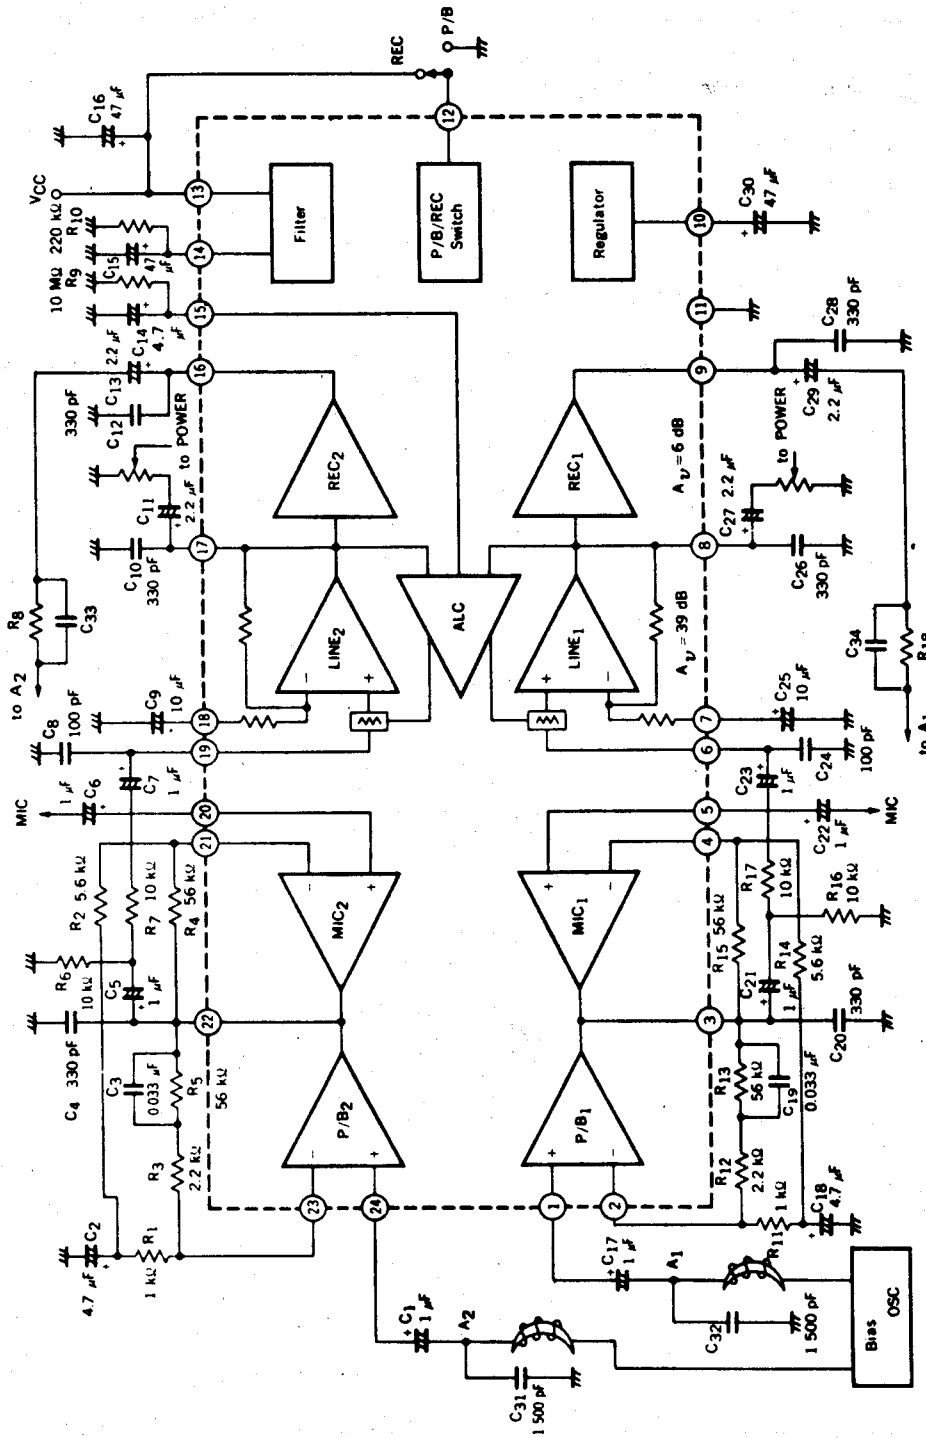 P/B
REC
C16
47 µF
VCC
12
13
220 kΩ
R10
C15
47 µF
14
Filter
P/B/REC
Switch
Regulator
10
C30
47 µF
10 MΩ
R9
C14
4.7 µF
15
11
C28
330 pF
2.2 µF
C13
16
330 pF
C12
to POWER
REC2
REC1
9
C29
2.2 µF
Aυ = 6 dB
C11
2.2 µF
C10
330 pF
17
8
C27
2.2 µF
to POWER
C26
330 pF
R8
C33
to A2
LINE2
ALC
LINE1
Aυ = 39 dB
C34
R18
to A1
C9
10 µF
18
7
C25
10 µF
C8
100 pF
19
6
C24
100 pF
C7
1 µF
C23
1 µF
MIC
1 µF
C6
20
5
C22
1 µF
MIC
21
4
R2 5.6 kΩ
R7
10 kΩ
R4
56 kΩ
MIC2
MIC1
R15
56 kΩ
R17
10 kΩ
R16
10 kΩ
R14
5.6 kΩ
R6
10 kΩ
C5
1 µF
C21
1 µF
C4
330 pF
22
3
C20
330 pF
C3
0.033 µF
R5
56 kΩ
R13
56 kΩ
C19
0.033 µF
P/B2
P/B1
R3
2.2 kΩ
R12
2.2 kΩ
23
24
1
2
C2
4.7 µF
R1
1 kΩ
R11
1 kΩ
C18
4.7 µF
C1
1 µF
C17
1 µF
A2
A1
C31
1 500 pF
C32
1 500 pF
Bias
OSC